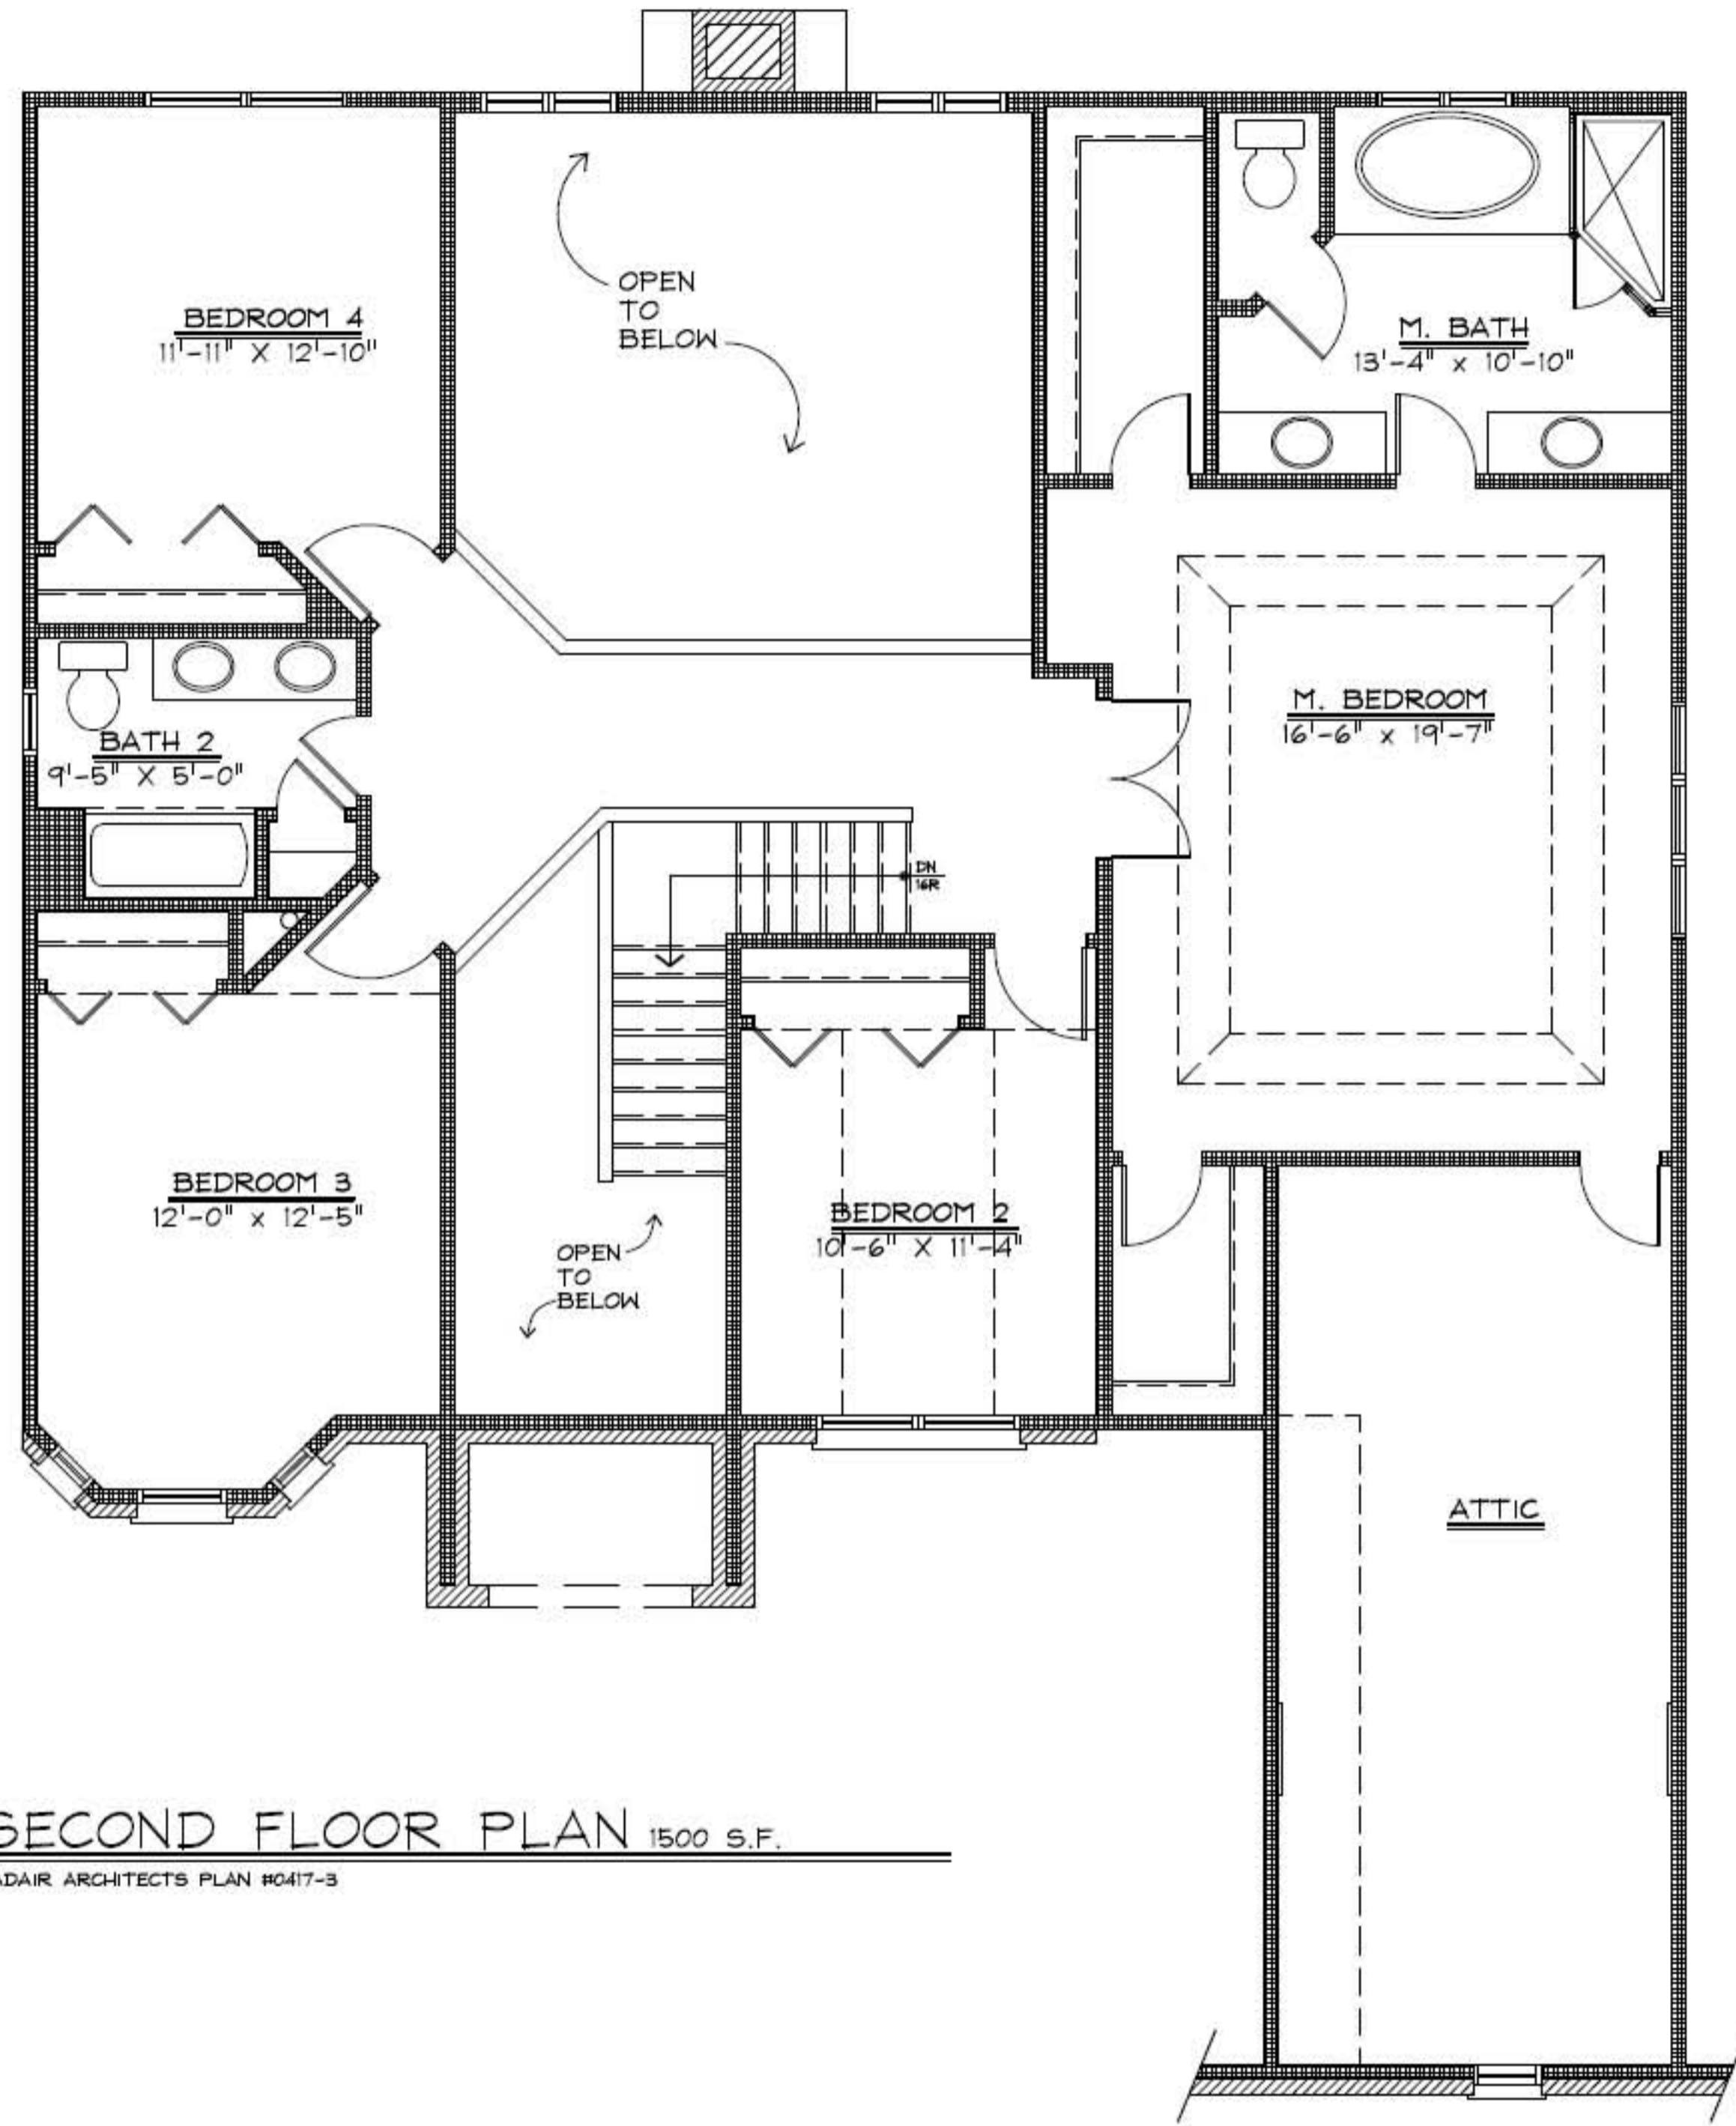 OPEN
TO
BELOW
BEDROOM 4
11'-11" X 12'-10"
M. BATH
13'-4" x 10'-10"
M. BEDROOM
16'-6" x 19'-7"
BATH 2
9'-5" X 5'-0"
DN
16R
BEDROOM 3
12'-0" x 12'-5"
BEDROOM 2
10'-6" X 11'-4"
OPEN
TO
BELOW
ATTIC
SECOND FLOOR PLAN 1500 S.F.
ADAIR ARCHITECTS PLAN #0417-3